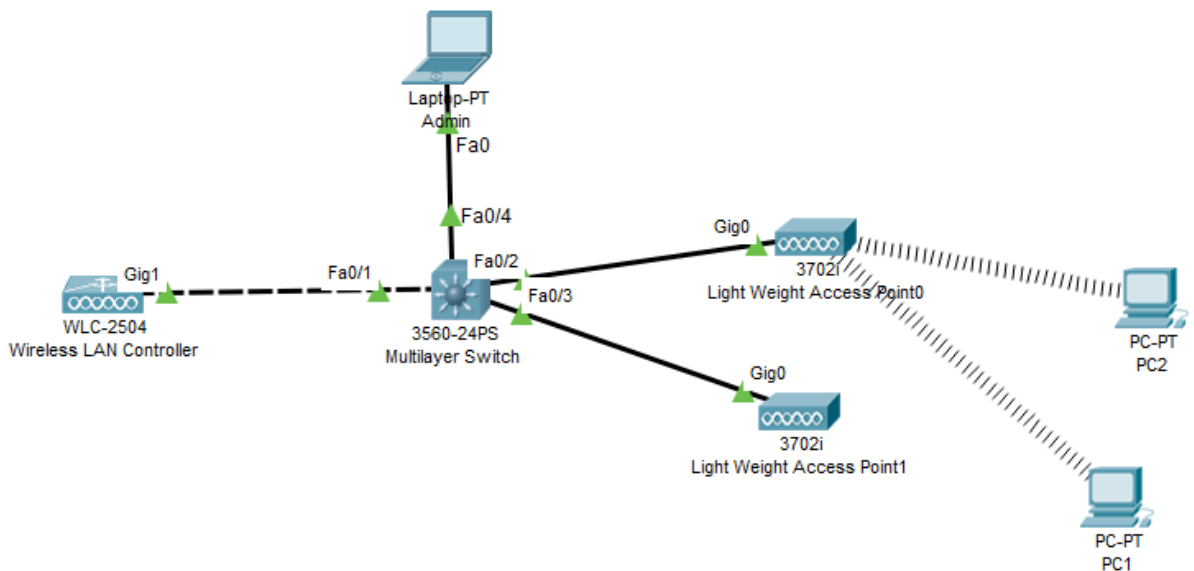 Laptop-PT
Admin
Fa0
Fa0/4
Gig0
Fa0/2
3702i
Light Weight Access Point0
Gig1
Fa0/1
Fa0/3
WLC-2504
Wireless LAN Controller
3560-24PS
Multilayer Switch
PC-PT
PC2
Gig0
3702i
Light Weight Access Point1
PC-PT
PC1